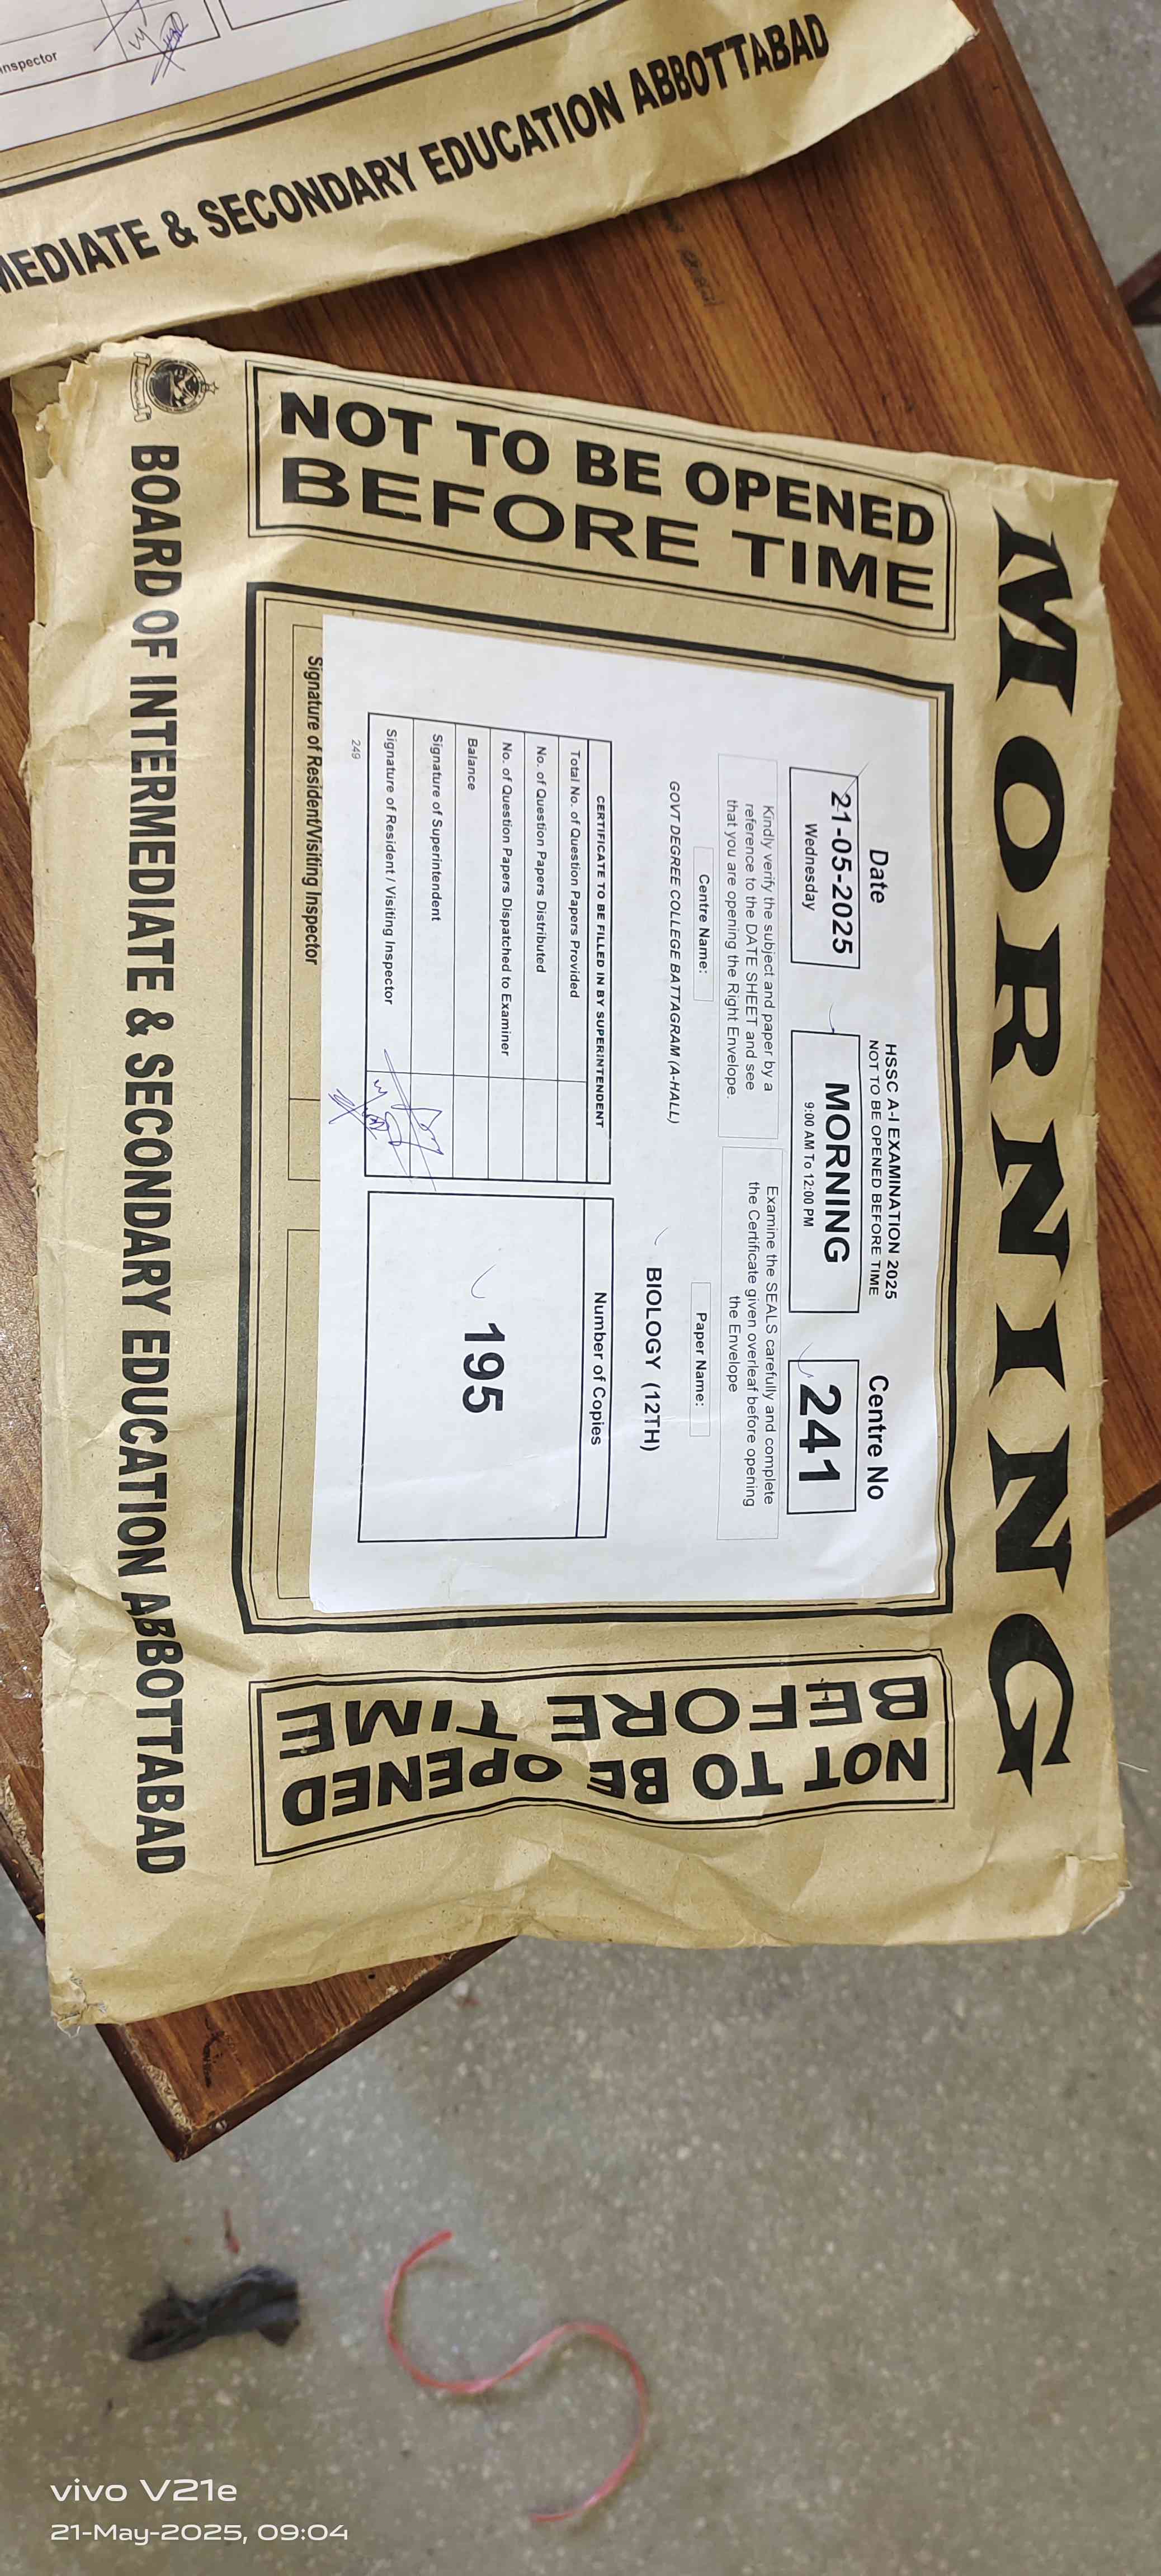 nspector
MEDIATE & SECONDARY EDUCATION ABBOTTABAD
MORNING
NOT TO BE OPENED
BEFORE TIME
HSSC A-I EXAMINATION 2025
NOT TO BE OPENED BEFORE TIME
Date
21-05-2025
Wednesday
MORNING
9:00 AM To 12:00 PM
Centre No
241
Kindly verify the subject and paper by a
reference to the DATE SHEET and see
that you are opening the Right Envelope.
Examine the SEALS carefully and complete
the Certificate given overleaf before opening
the Envelope
Centre Name:
GOVT DEGREE COLLEGE BATTAGRAM (A-HALL)
Paper Name:
BIOLOGY (12TH)
CERTIFICATE TO BE FILLED IN BY SUPERINTENDENT
Total No. of Question Papers Provided
No. of Question Papers Distributed
No. of Question Papers Dispatched to Examiner
Balance
Signature of Superintendent
Signature of Resident / Visiting Inspector
Number of Copies
195
249
Signature of Resident/Visiting Inspector
NOT TO BE OPENED
BEFORE TIME
BOARD OF INTERMEDIATE & SECONDARY EDUCATION ABBOTTABAD
vivo V21e
21-May-2025, 09:04